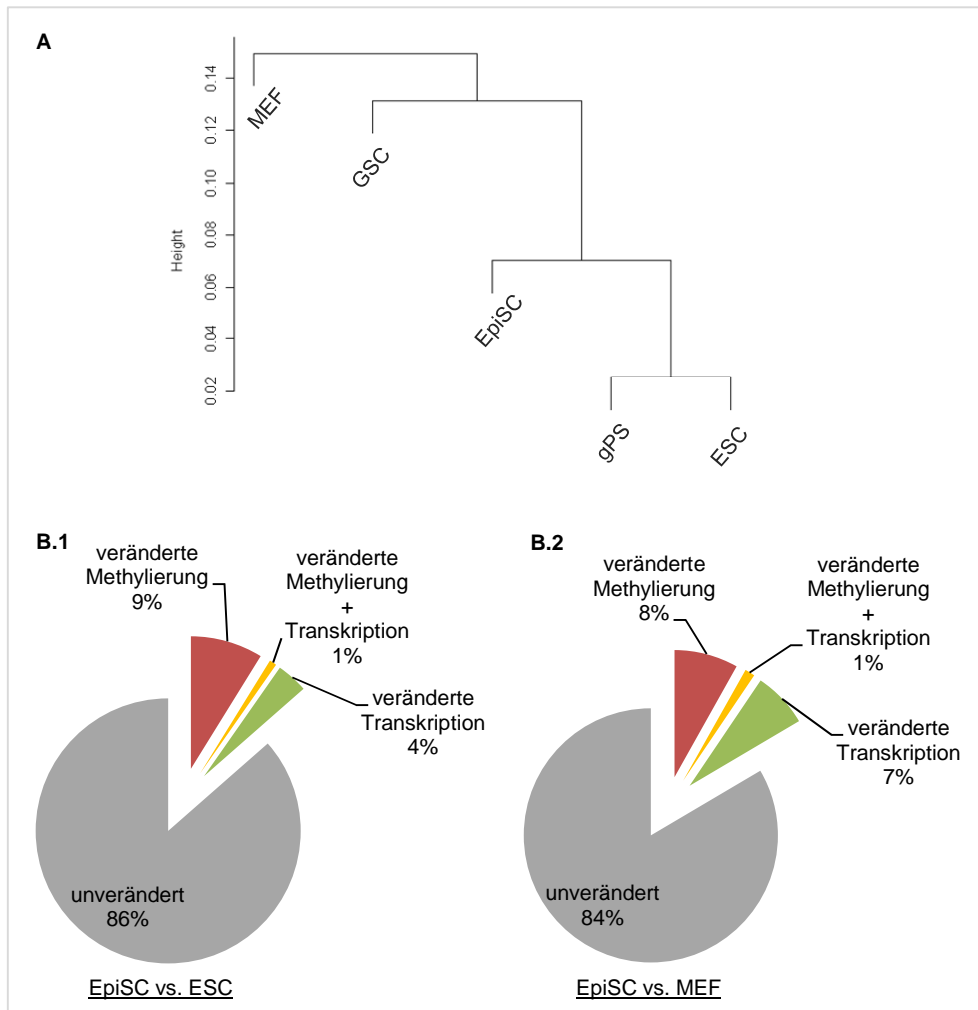 A
0.14
0.12
0.10
0.08
0.06
0.04
0.02
Height
MEF
GSC
EpiSC
gPS
ESC
B.1
veränderte
Methylierung
9%
veränderte
Methylierung
+
Transkription
1%
veränderte
Transkription
4%
unverändert
86%
EpiSC vs. ESC
B.2
veränderte
Methylierung
8%
veränderte
Methylierung
+
Transkription
1%
veränderte
Transkription
7%
unverändert
84%
EpiSC vs. MEF